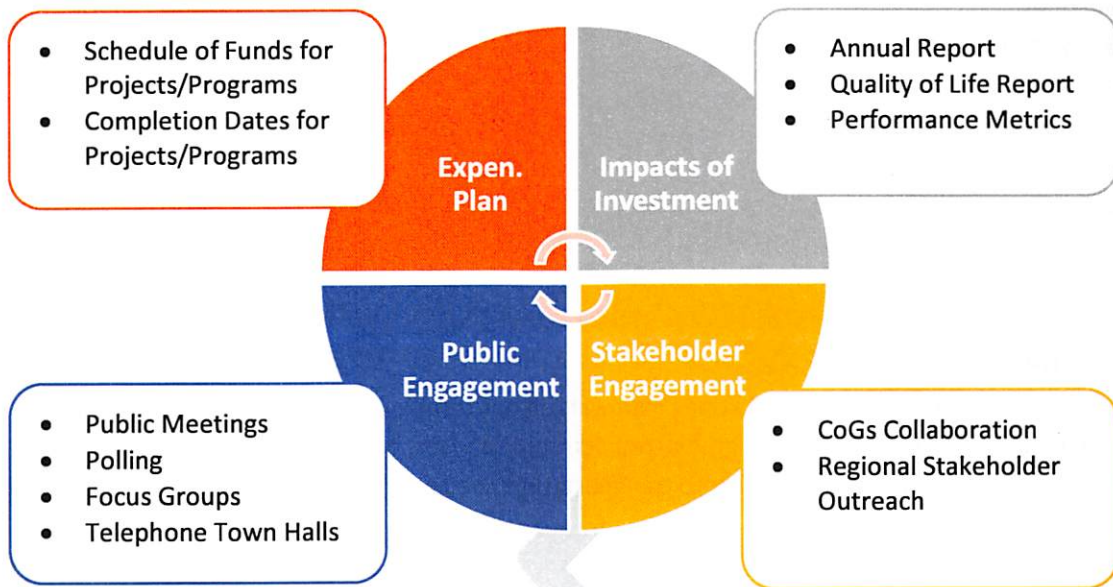 • Schedule of Funds for
Projects/Programs
• Completion Dates for
Projects/Programs
Expen.
Plan
Impacts of
Investment
• Annual Report
• Quality of Life Report
• Performance Metrics
Public
Engagement
Stakeholder
Engagement
• Public Meetings
• Polling
• Focus Groups
• Telephone Town Halls
• CoGs Collaboration
• Regional Stakeholder
Outreach